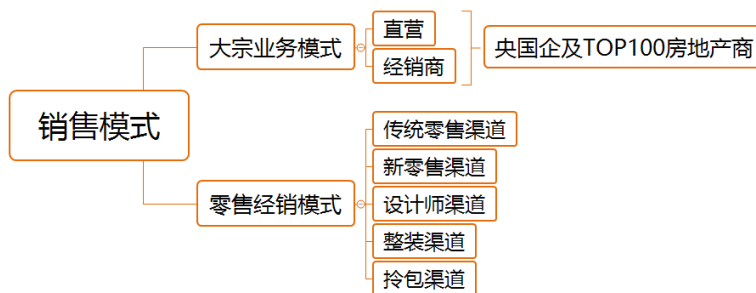 销售模式
大宗业务模式
直营
经销商
央国企及TOP100房地产商
零售经销模式
传统零售渠道
新零售渠道
设计师渠道
整装渠道
拎包渠道